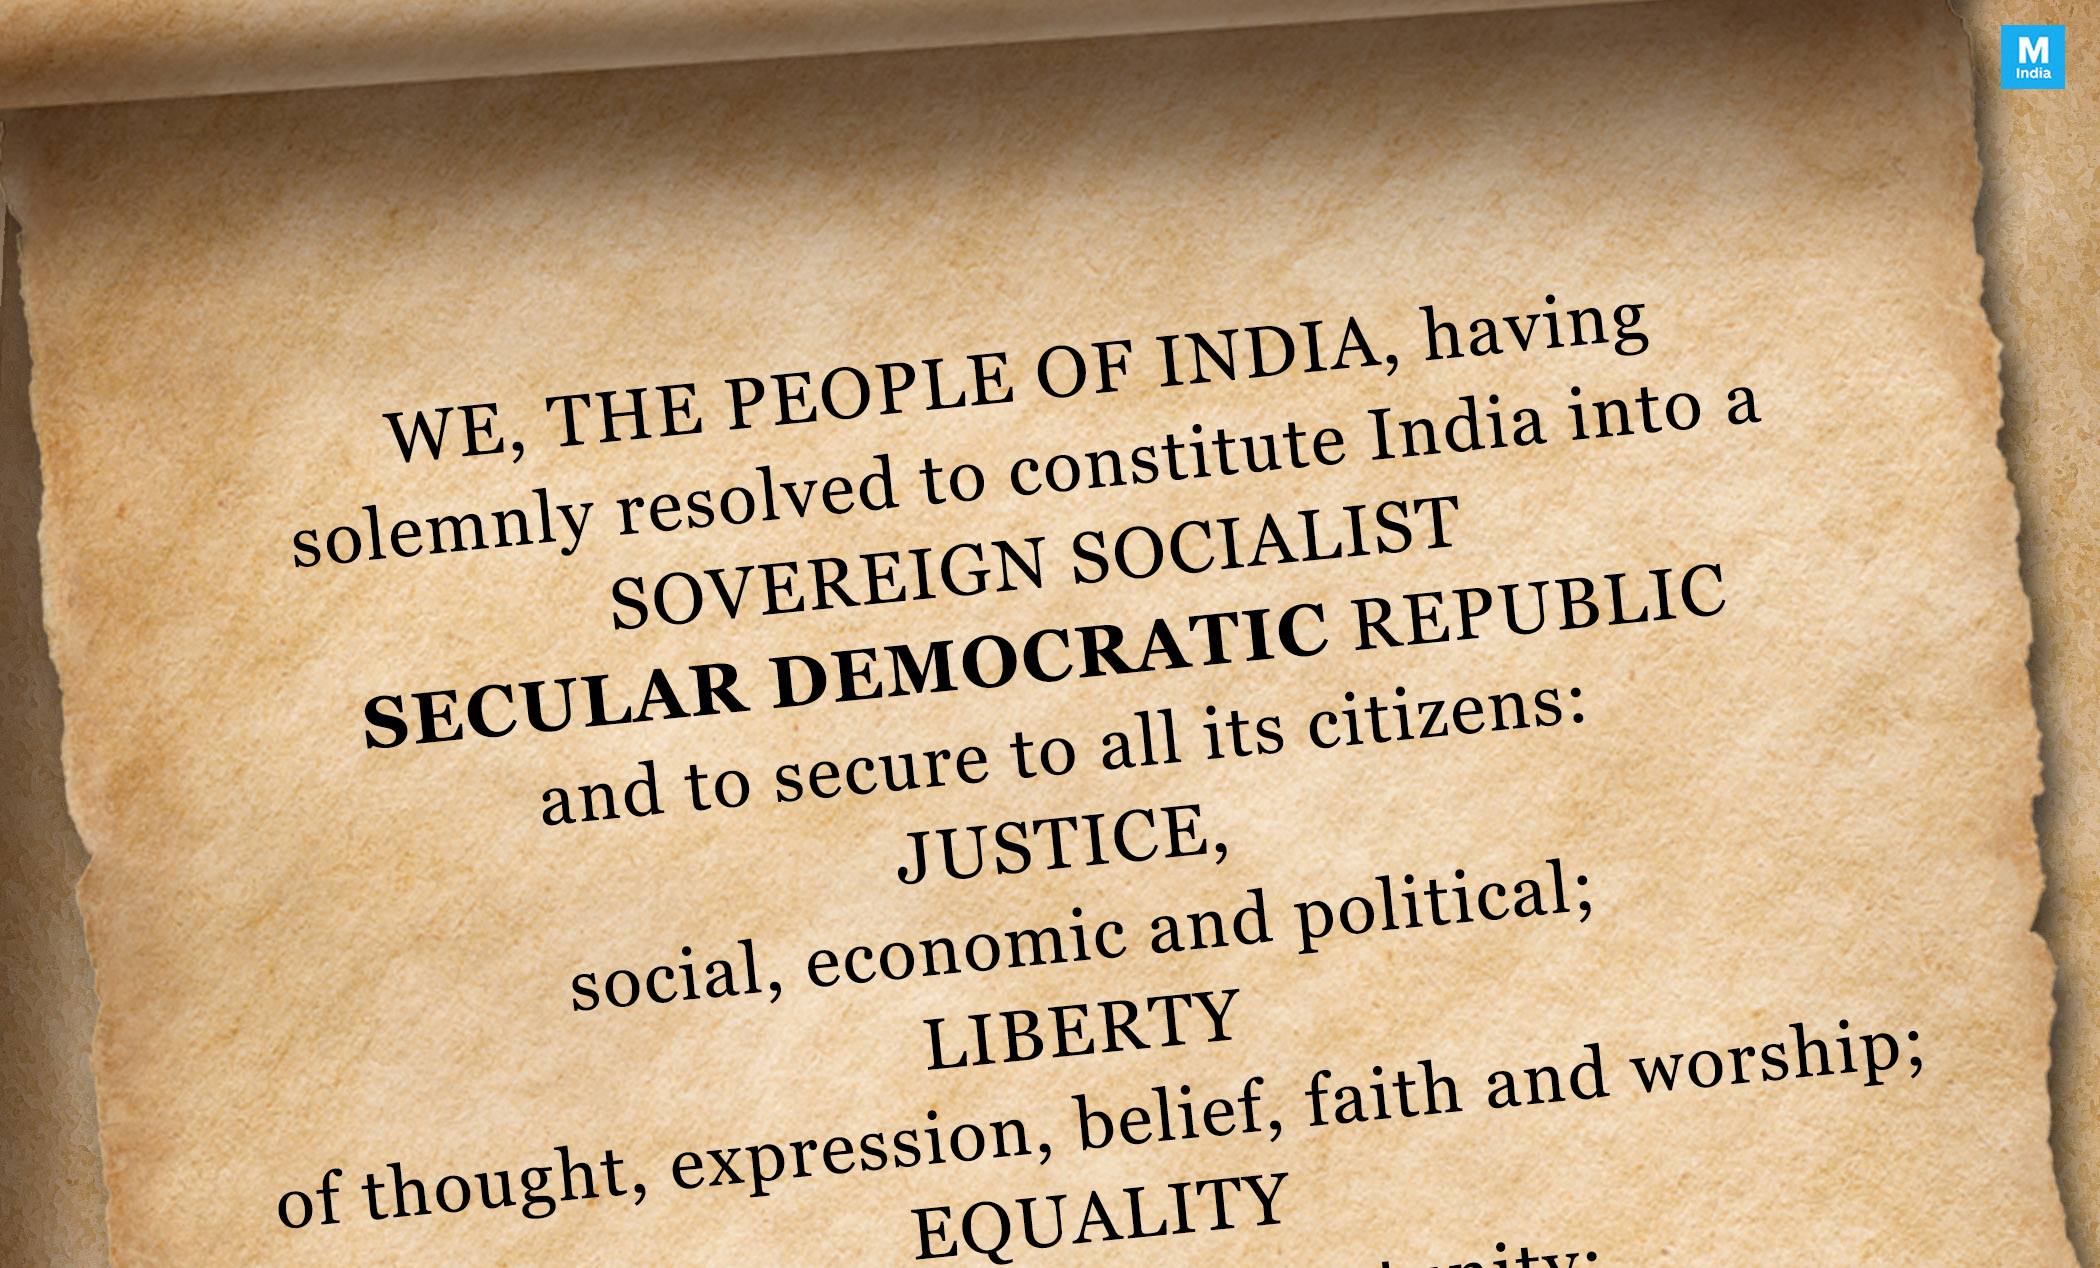 M
India
WE, THE PEOPLE OF INDIA, having
solemnly resolved to constitute India into a
SOVEREIGN SOCIALIST
SECULAR DEMOCRATIC REPUBLIC
and to secure to all its citizens:
JUSTICE,
social, economic and political;
LIBERTY
of thought, expression, belief, faith and worship;
EQUALITY